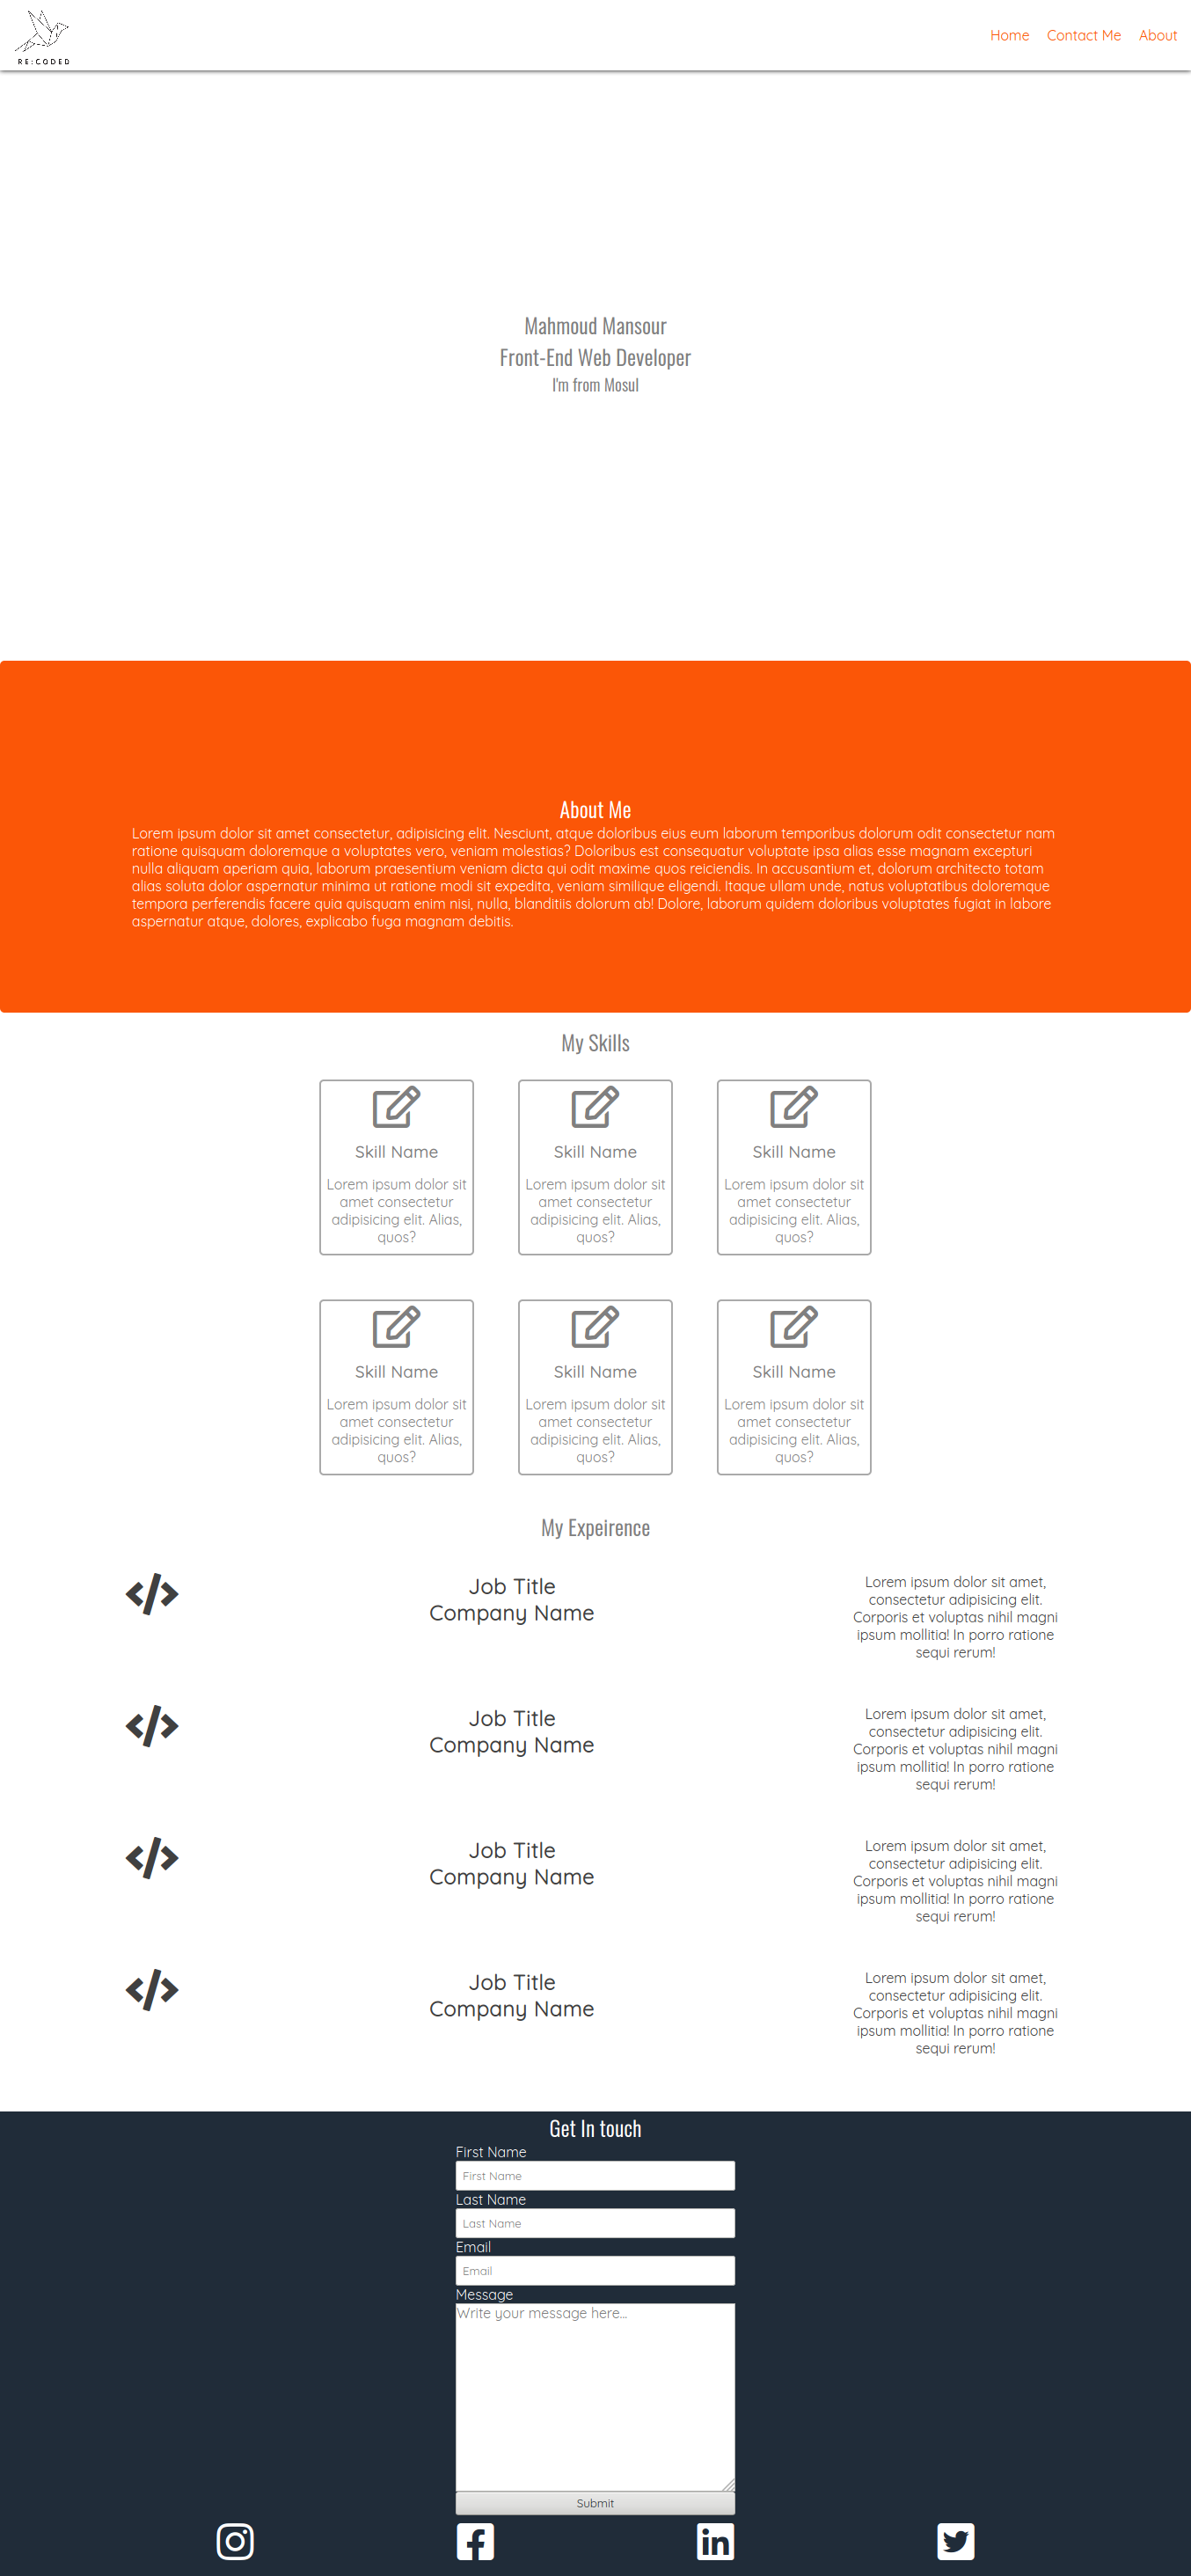 RE:CODED
Home Contact Me About
Mahmoud Mansour
Front-End Web Developer
I'm from Mosul
About Me
Lorem ipsum dolor sit amet consectetur, adipisicing elit. Nesciunt, atque doloribus eius eum laborum temporibus dolorum odit consectetur nam
ratione quisquam doloremque a voluptates vero, veniam molestias? Doloribus est consequatur voluptate ipsa alias esse magnam excepturi
nulla aliquam aperiam quia, laborum praesentium veniam dicta qui odit maxime quos reiciendis. In accusantium et, dolorum architecto totam
alias soluta dolor aspernatur minima ut ratione modi sit expedita, veniam similique eligendi. Itaque ullam unde, natus voluptatibus doloremque
tempora perferendis facere quia quisquam enim nisi, nulla, blanditiis dolorum ab! Dolore, laborum quidem doloribus voluptates fugiat in labore
aspernatur atque, dolores, explicabo fuga magnam debitis.
My Skills
Skill Name
Lorem ipsum dolor sit
amet consectetur
adipisicing elit. Alias,
quos?
Skill Name
Lorem ipsum dolor sit
amet consectetur
adipisicing elit. Alias,
quos?
Skill Name
Lorem ipsum dolor sit
amet consectetur
adipisicing elit. Alias,
quos?
Skill Name
Lorem ipsum dolor sit
amet consectetur
adipisicing elit. Alias,
quos?
Skill Name
Lorem ipsum dolor sit
amet consectetur
adipisicing elit. Alias,
quos?
Skill Name
Lorem ipsum dolor sit
amet consectetur
adipisicing elit. Alias,
quos?
My Expeirence
Job Title
Company Name
Lorem ipsum dolor sit amet,
consectetur adipisicing elit.
Corporis et voluptas nihil magni
ipsum mollitia! In porro ratione
sequi rerum!
Job Title
Company Name
Lorem ipsum dolor sit amet,
consectetur adipisicing elit.
Corporis et voluptas nihil magni
ipsum mollitia! In porro ratione
sequi rerum!
Job Title
Company Name
Lorem ipsum dolor sit amet,
consectetur adipisicing elit.
Corporis et voluptas nihil magni
ipsum mollitia! In porro ratione
sequi rerum!
Job Title
Company Name
Lorem ipsum dolor sit amet,
consectetur adipisicing elit.
Corporis et voluptas nihil magni
ipsum mollitia! In porro ratione
sequi rerum!
Get In touch
First Name
First Name
Last Name
Last Name
Email
Email
Message
Write your message here...
Submit